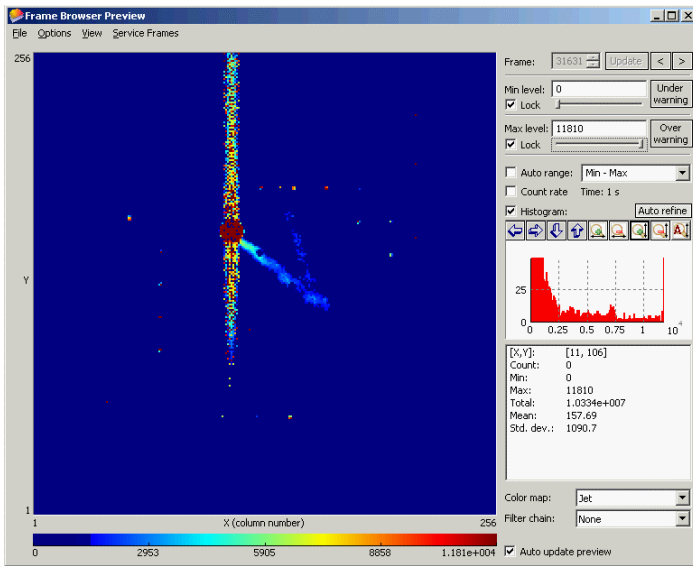 Frame Browser Preview
File Options View Service Frames
256
Y
1
1 X (column number) 256
0 2953 5905 8858 1.181e+004
Frame: 31631 Update < >
Min level: 0 Under warning
Lock
Max level: 11810 Over warning
Lock
Auto range: Min - Max
Count rate Time: 1 s
Histogram: Auto refine
25
0
0 0.25 0.5 0.75 1 10 4
[X,Y]: [11, 106]
Count: 0
Min: 0
Max: 11810
Total: 1.0334e+007
Mean: 157.69
Std. dev.: 1090.7
Color map: Jet
Filter chain: None
Auto update preview